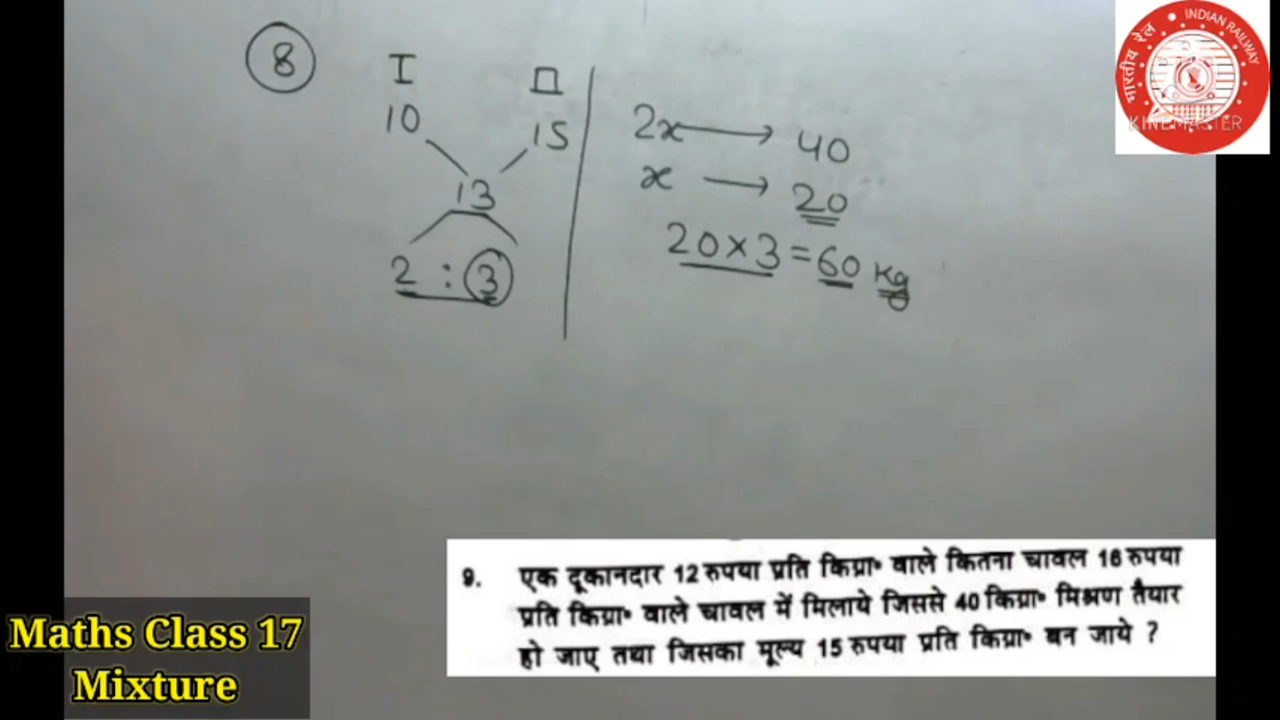 8
I II
10 15
13
2 : 3
2x → 40
x → 20
20 × 3 = 60 kg
भारतीय रेल
INDIAN RAILWAY
KINEMASTER
9. एक दूकानदार 12 रुपया प्रति किग्रा॰ वाले कितना चावल 16 रुपया
प्रति किग्रा॰ वाले चावल में मिलाये जिससे 40 किग्रा॰ मिश्रण तैयार
हो जाए तथा जिसका मूल्य 15 रुपया प्रति किग्रा॰ बन जाये ?
Maths Class 17
Mixture